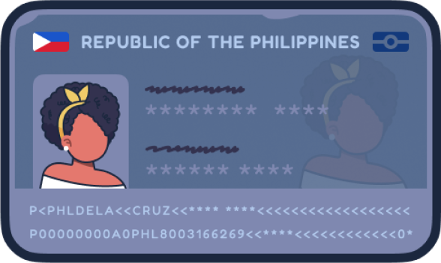 REPUBLIC OF THE PHILIPPINES
******** ****
****** ****
P<PHLDELA<<CRUZ<<**** ****<<<<<<<<<<<<<<<<<<<
P00000000A0PHL8003166269<<****<<<<<<<<<<<<0*